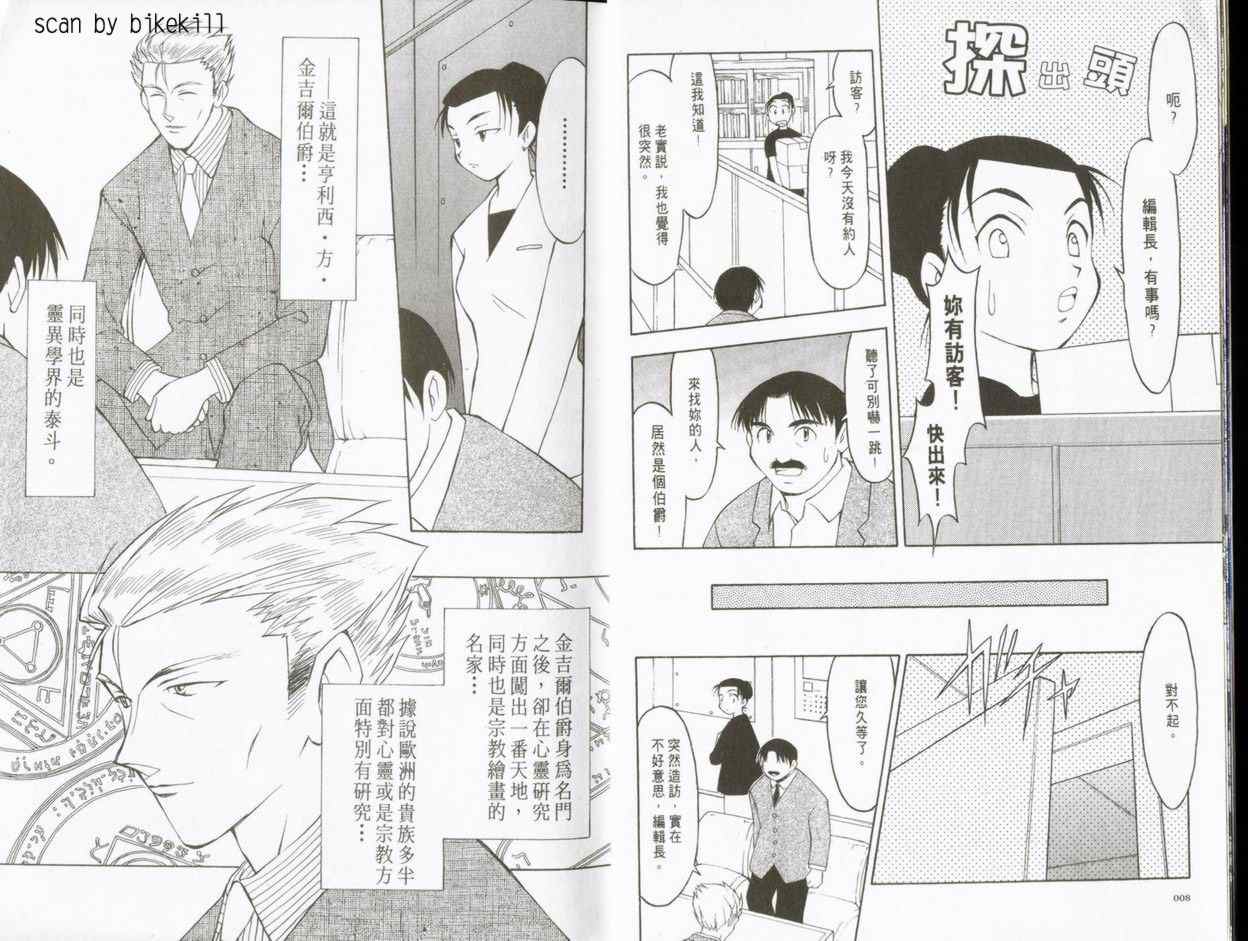 scan by bikekill
探出頭
呃？
編輯長，有事嗎？
妳有訪客！
快出來！
訪客？
我今天沒有約人
呀？
這我知道！
老實說，我也覺得
很突然。
聽了可別嚇一跳！
來找妳的人，
居然是個伯爵！
對不起。
讓您久等了。
突然造訪，實在
不好意思，編輯長。
008
…………
——這就是亨利西・方・
金吉爾伯爵…
同時也是
靈異學界的泰斗。
金吉爾伯爵身為名門
之後，卻在心靈研究
方面闖出一番天地，
同時也是宗教繪畫的
名家…
據說歐洲的貴族多半
都對心靈或是宗教方
面特別有研究…